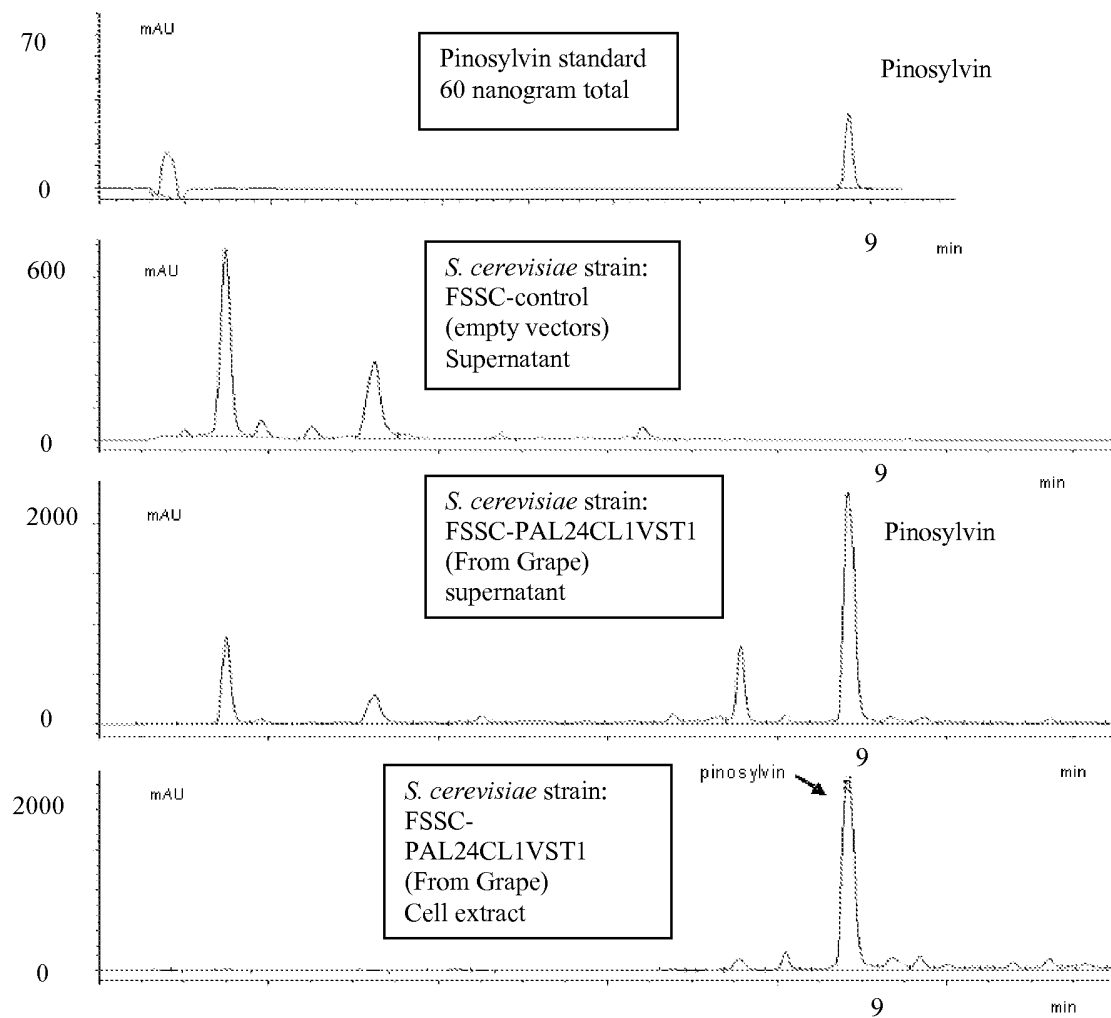 70
mAU
Pinosylvin standard
60 nanogram total
Pinosylvin
0
9
min
600
mAU
S. cerevisiae strain:
FSSC-control
(empty vectors)
Supernatant
0
9
min
2000
mAU
S. cerevisiae strain:
FSSC-PAL24CL1VST1
(From Grape)
supernatant
Pinosylvin
0
9
min
2000
mAU
S. cerevisiae strain:
FSSC-
PAL24CL1VST1
(From Grape)
Cell extract
pinosylvin
0
9
min